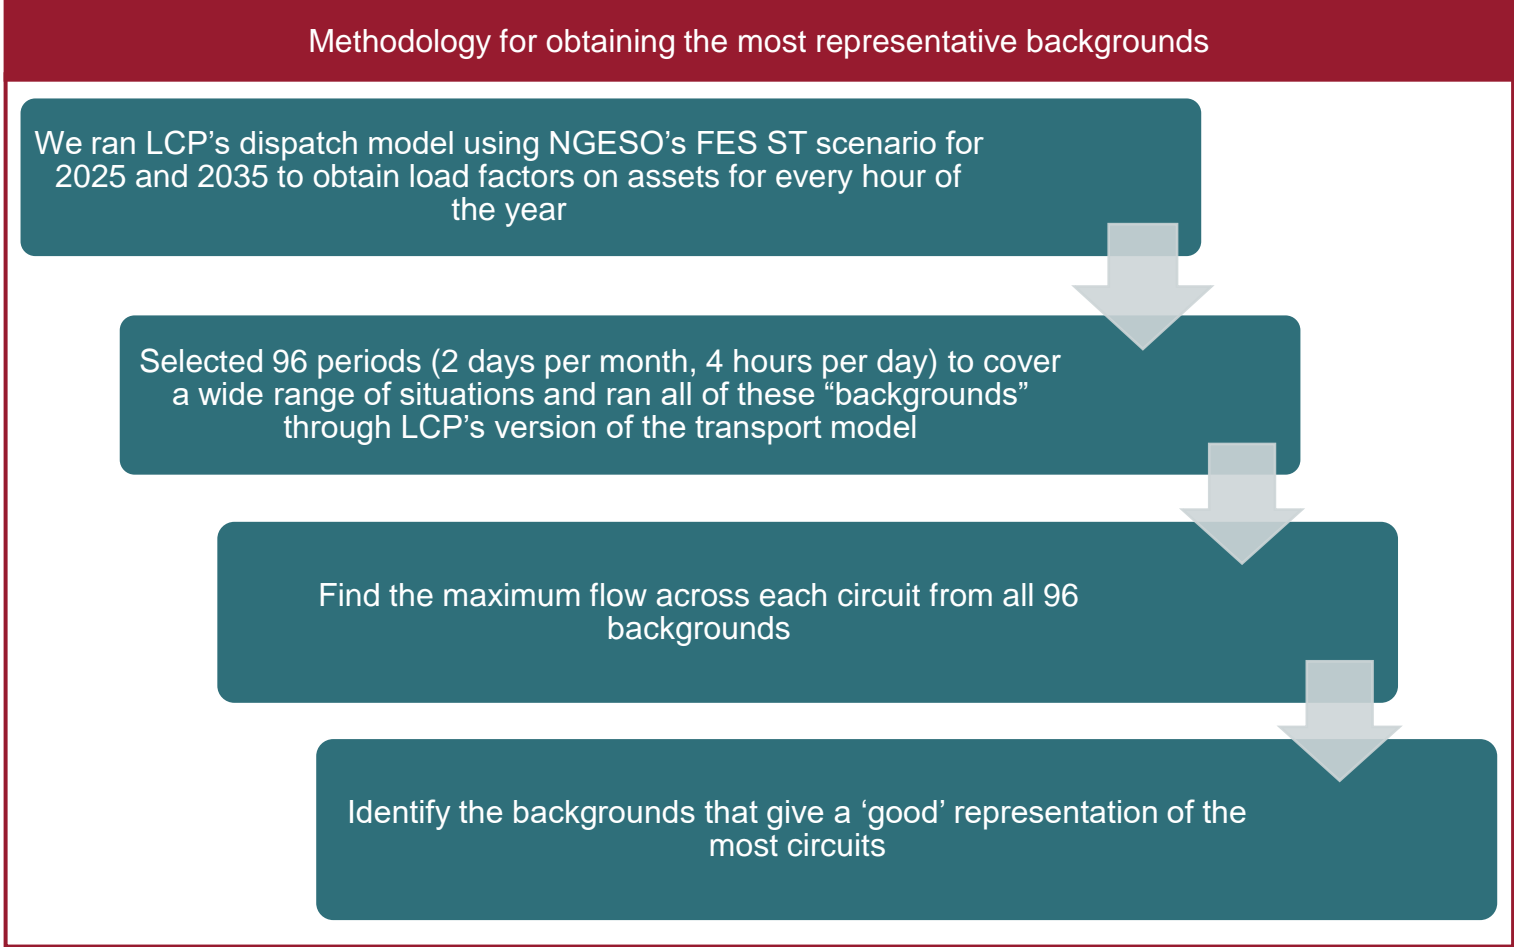 Methodology for obtaining the most representative backgrounds
We ran LCP’s dispatch model using NGESO’s FES ST scenario for
2025 and 2035 to obtain load factors on assets for every hour of
the year
Selected 96 periods (2 days per month, 4 hours per day) to cover
a wide range of situations and ran all of these “backgrounds”
through LCP’s version of the transport model
Find the maximum flow across each circuit from all 96
backgrounds
Identify the backgrounds that give a ‘good’ representation of the
most circuits